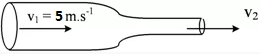 v₁ = 5 m.s⁻¹
v₂